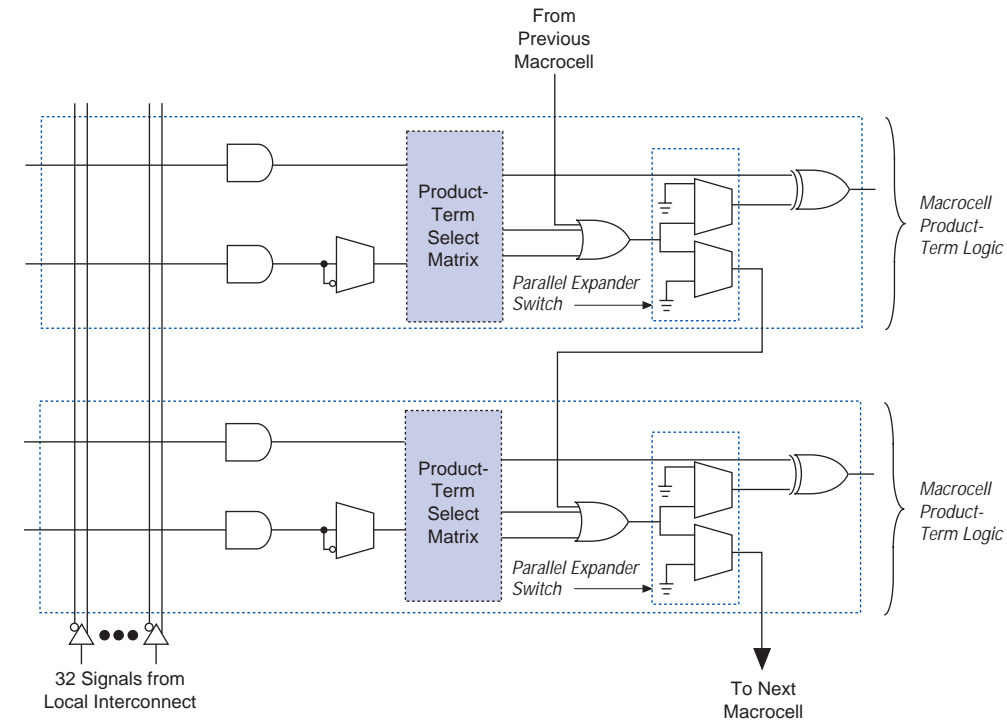 From
Previous
Macrocell
Product-
Term
Select
Matrix
Parallel Expander
Switch
Macrocell
Product-
Term Logic
Product-
Term
Select
Matrix
Parallel Expander
Switch
Macrocell
Product-
Term Logic
32 Signals from
Local Interconnect
To Next
Macrocell